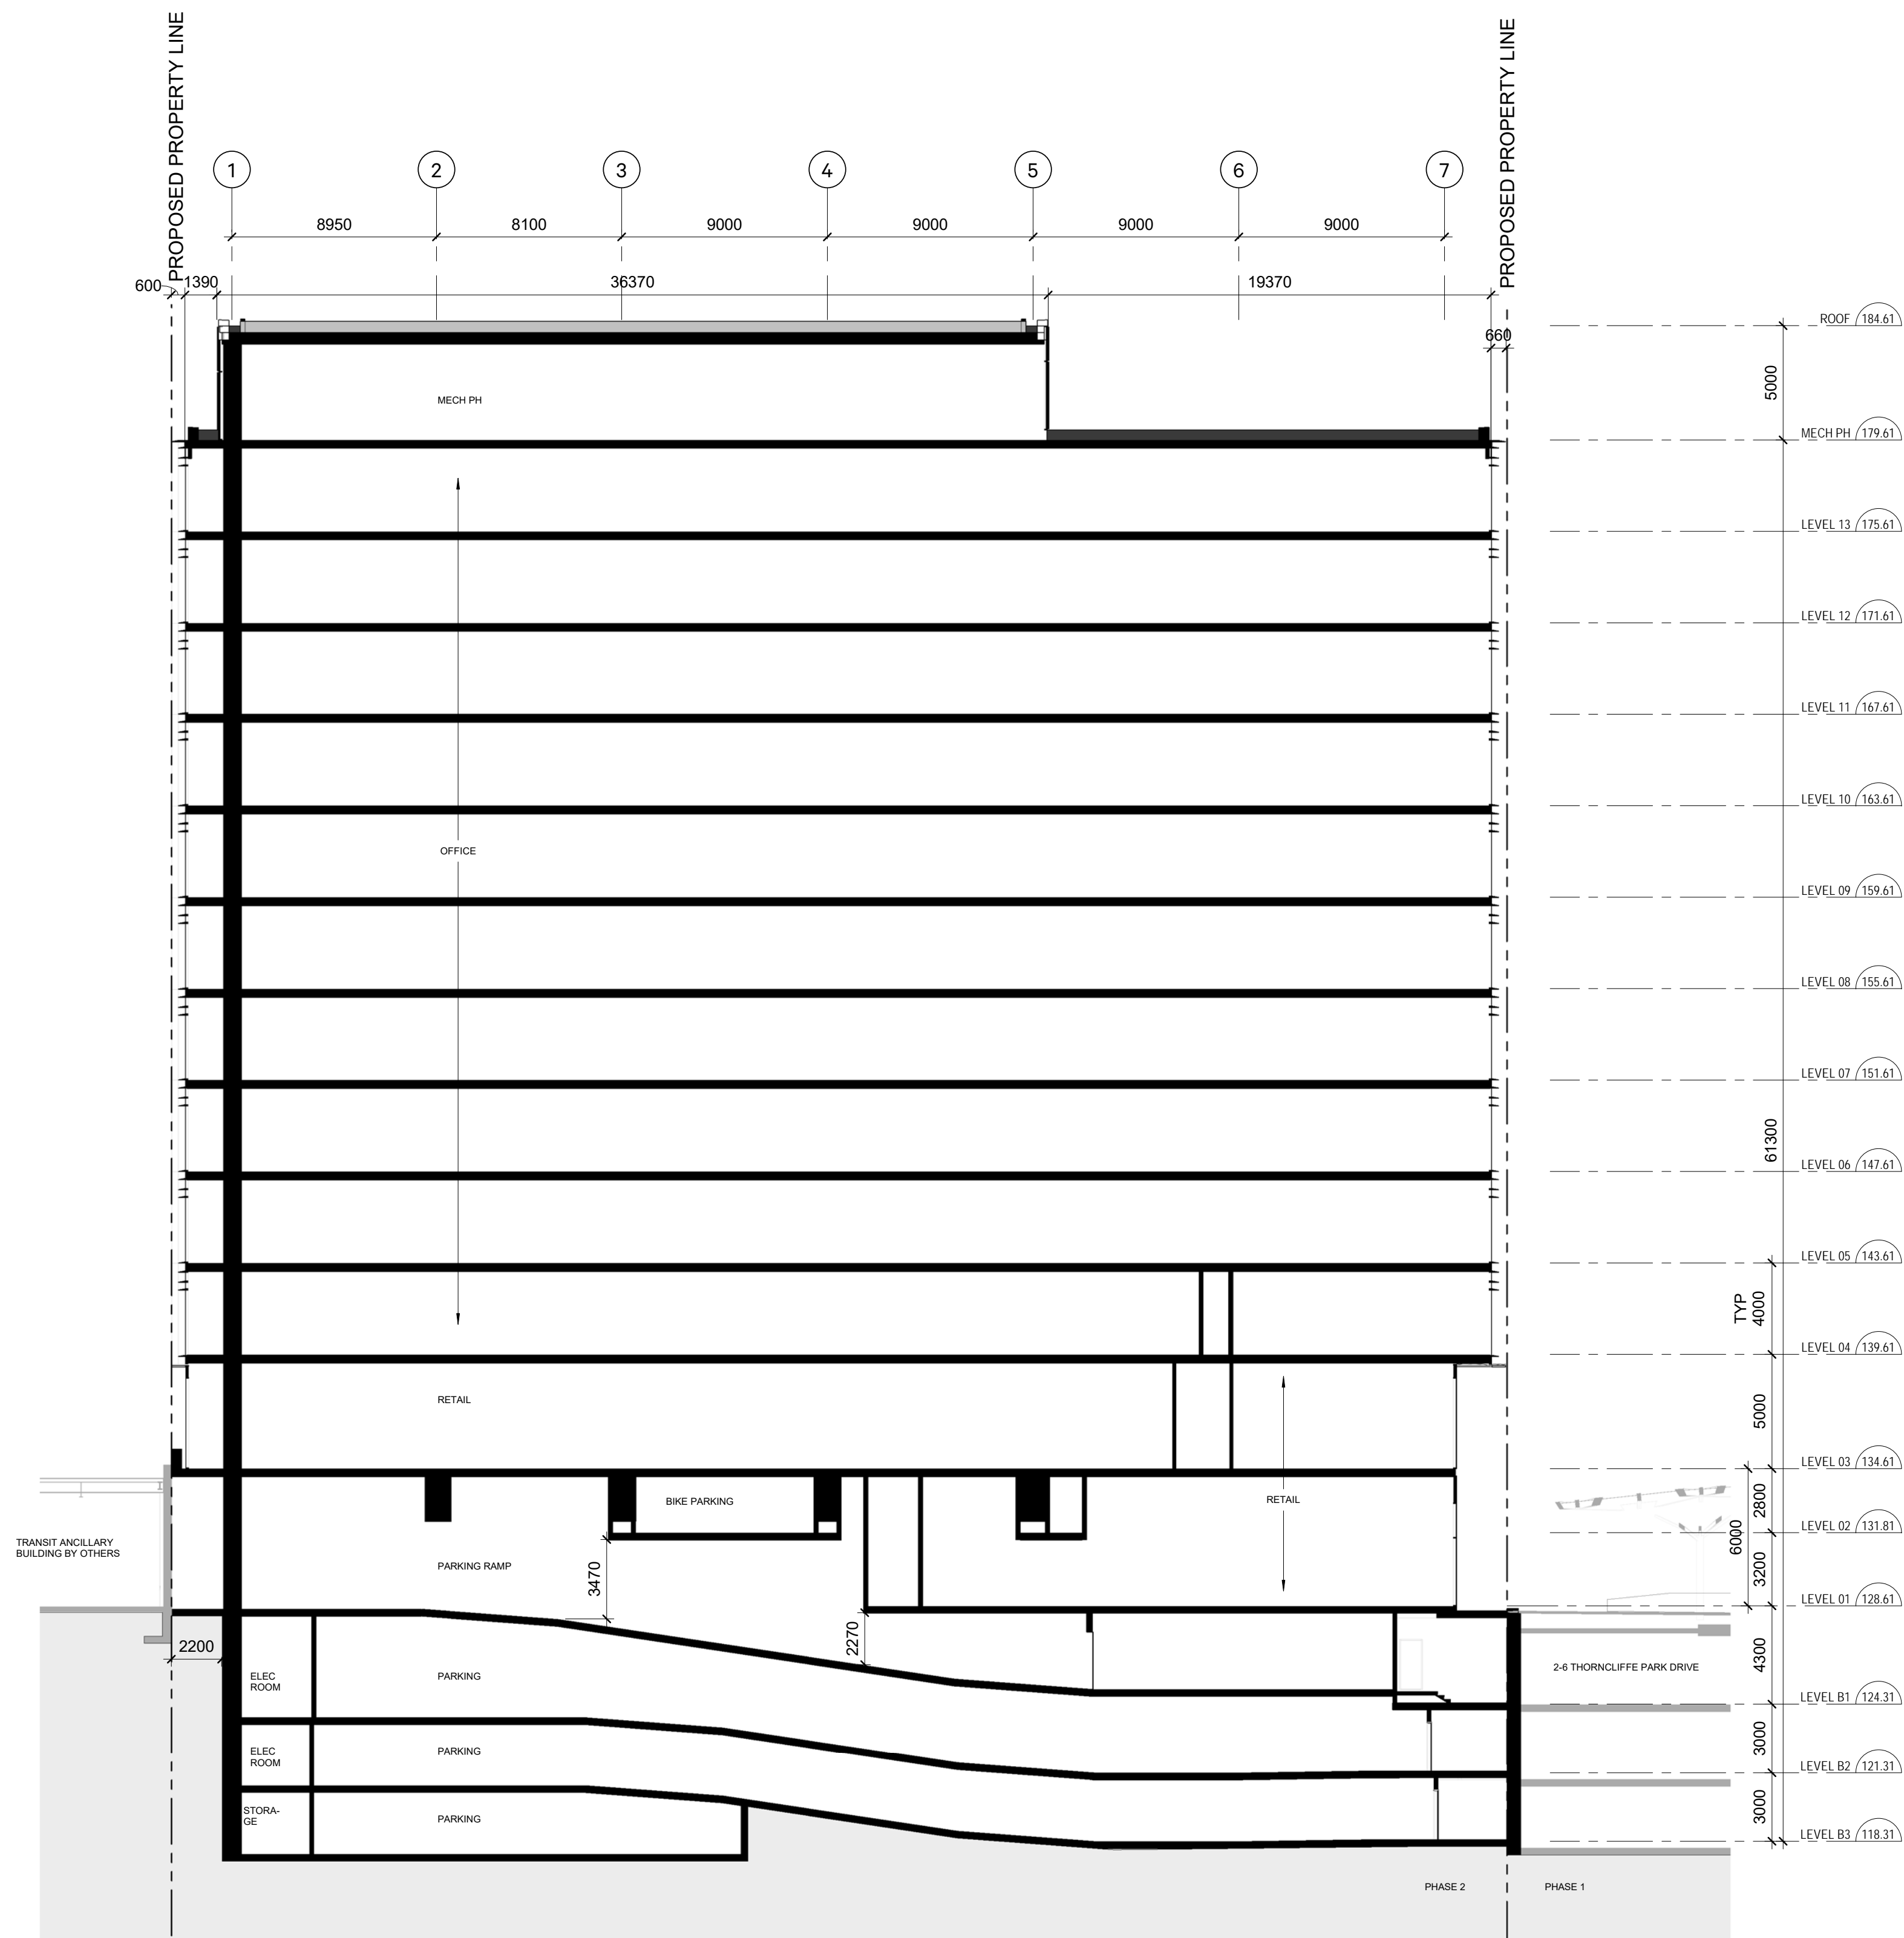 PROPOSED PROPERTY LINE
PROPOSED PROPERTY LINE
1
2
3
4
5
6
7
8950
8100
9000
9000
9000
9000
600
1390
36370
19370
660
ROOF 184.61
5000
MECH PH
MECH PH 179.61
LEVEL 13 175.61
LEVEL 12 171.61
LEVEL 11 167.61
LEVEL 10 163.61
OFFICE
LEVEL 09 159.61
LEVEL 08 155.61
LEVEL 07 151.61
61300
LEVEL 06 147.61
LEVEL 05 143.61
TYP
4000
LEVEL 04 139.61
RETAIL
5000
LEVEL 03 134.61
BIKE PARKING
RETAIL
2800
TRANSIT ANCILLARY
BUILDING BY OTHERS
LEVEL 02 131.81
6000
PARKING RAMP
3470
3200
LEVEL 01 128.61
2200
2270
4300
ELEC
ROOM
PARKING
2-6 THORNCLIFFE PARK DRIVE
LEVEL B1 124.31
ELEC
ROOM
PARKING
3000
LEVEL B2 121.31
STORA-
GE
PARKING
3000
LEVEL B3 118.31
PHASE 2
PHASE 1